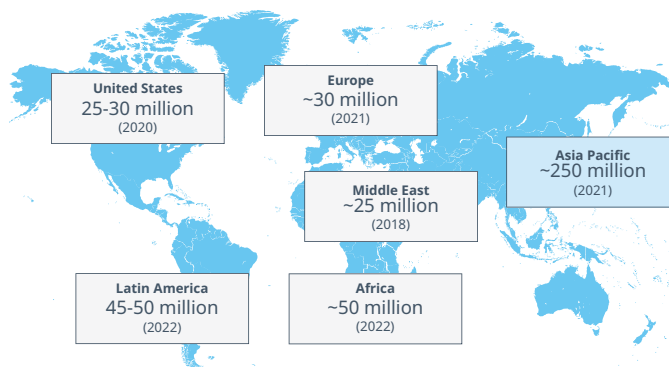 United States
25-30 million
(2020)
Europe
~30 million
(2021)
Asia Pacific
~250 million
(2021)
Middle East
~25 million
(2018)
Latin America
45-50 million
(2022)
Africa
~50 million
(2022)